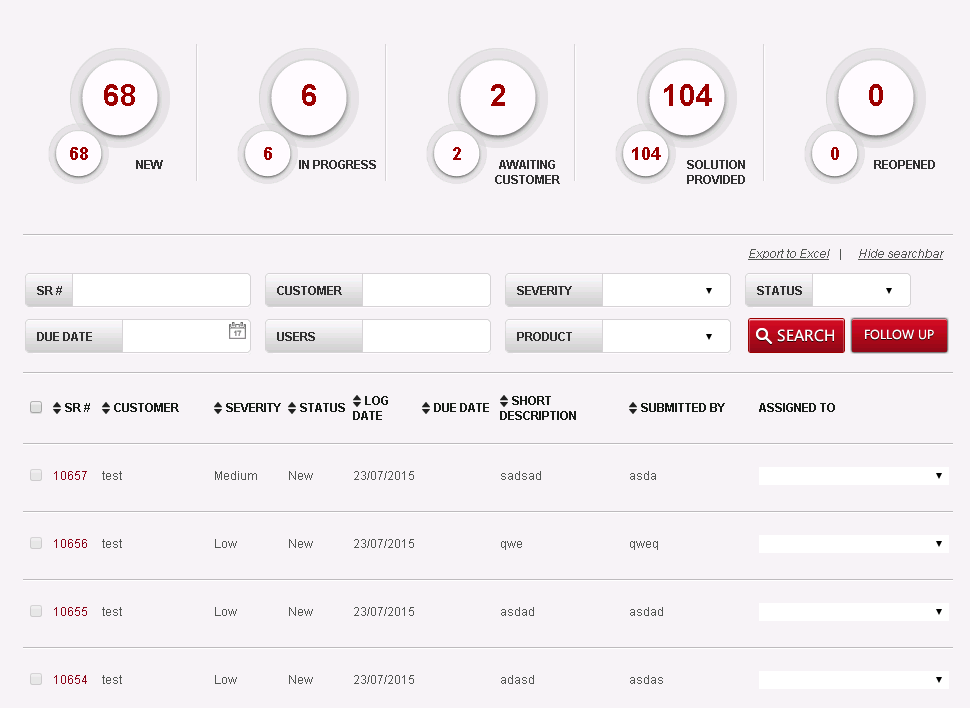 68 6 2 104 0
68 NEW 6 IN PROGRESS 2 AWAITING CUSTOMER 104 SOLUTION PROVIDED 0 REOPENED
Export to Excel | Hide searchbar
SR # CUSTOMER SEVERITY STATUS
DUE DATE 17 USERS PRODUCT SEARCH FOLLOW UP
SR # CUSTOMER SEVERITY STATUS LOG DATE DUE DATE SHORT DESCRIPTION SUBMITTED BY ASSIGNED TO
10657 test Medium New 23/07/2015 sadsad asda
10656 test Low New 23/07/2015 qwe qweq
10655 test Low New 23/07/2015 asdad asdad
10654 test Low New 23/07/2015 adasd asdas